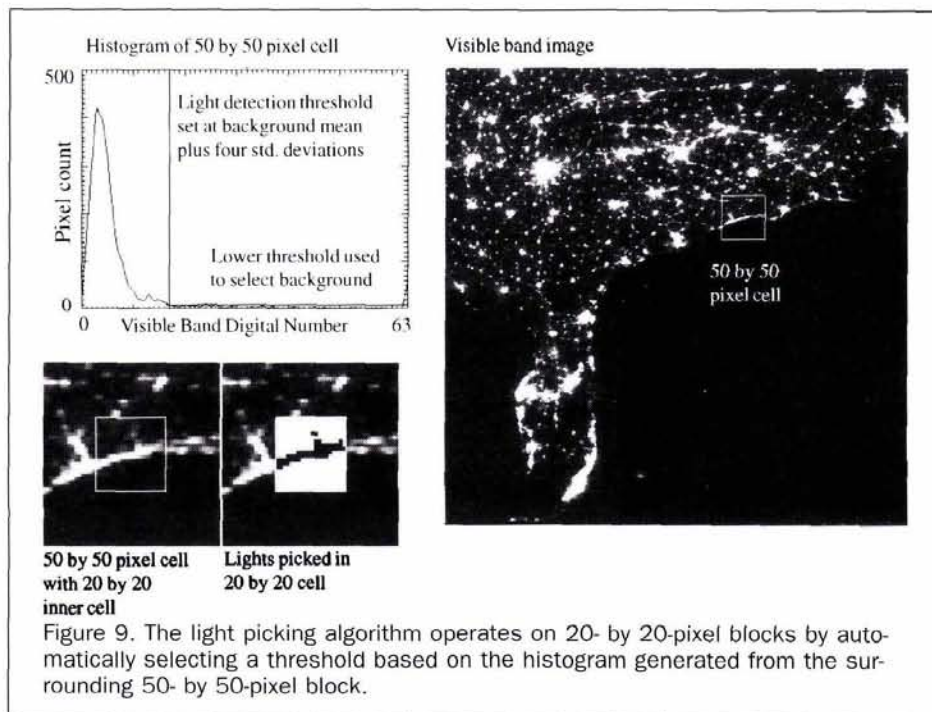 Histogram of 50 by 50 pixel cell
500
Light detection threshold
set at background mean
plus four std. deviations
Pixel count
Lower threshold used
to select background
0
0 Visible Band Digital Number 63
Visible band image
50 by 50
pixel cell
50 by 50 pixel cell
with 20 by 20
inner cell
Lights picked in
20 by 20 cell
Figure 9. The light picking algorithm operates on 20- by 20-pixel blocks by auto-
matically selecting a threshold based on the histogram generated from the sur-
rounding 50- by 50-pixel block.